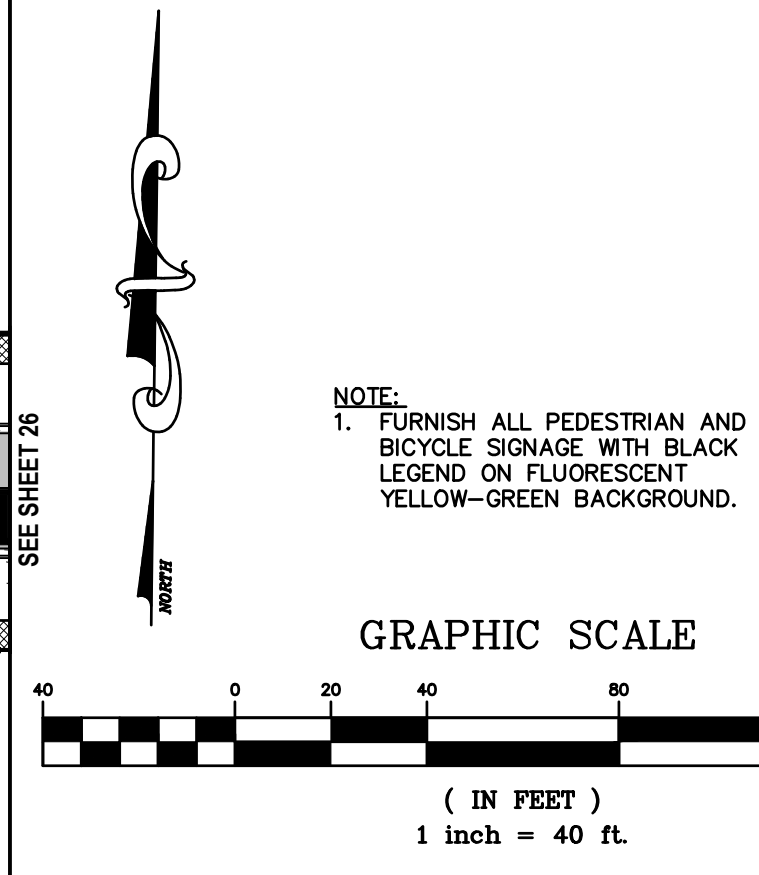 SEE SHEET 26
NORTH
NOTE:
1. FURNISH ALL PEDESTRIAN AND
BICYCLE SIGNAGE WITH BLACK
LEGEND ON FLUORESCENT
YELLOW-GREEN BACKGROUND.
GRAPHIC SCALE
40 0 20 40 80
( IN FEET )
1 inch = 40 ft.